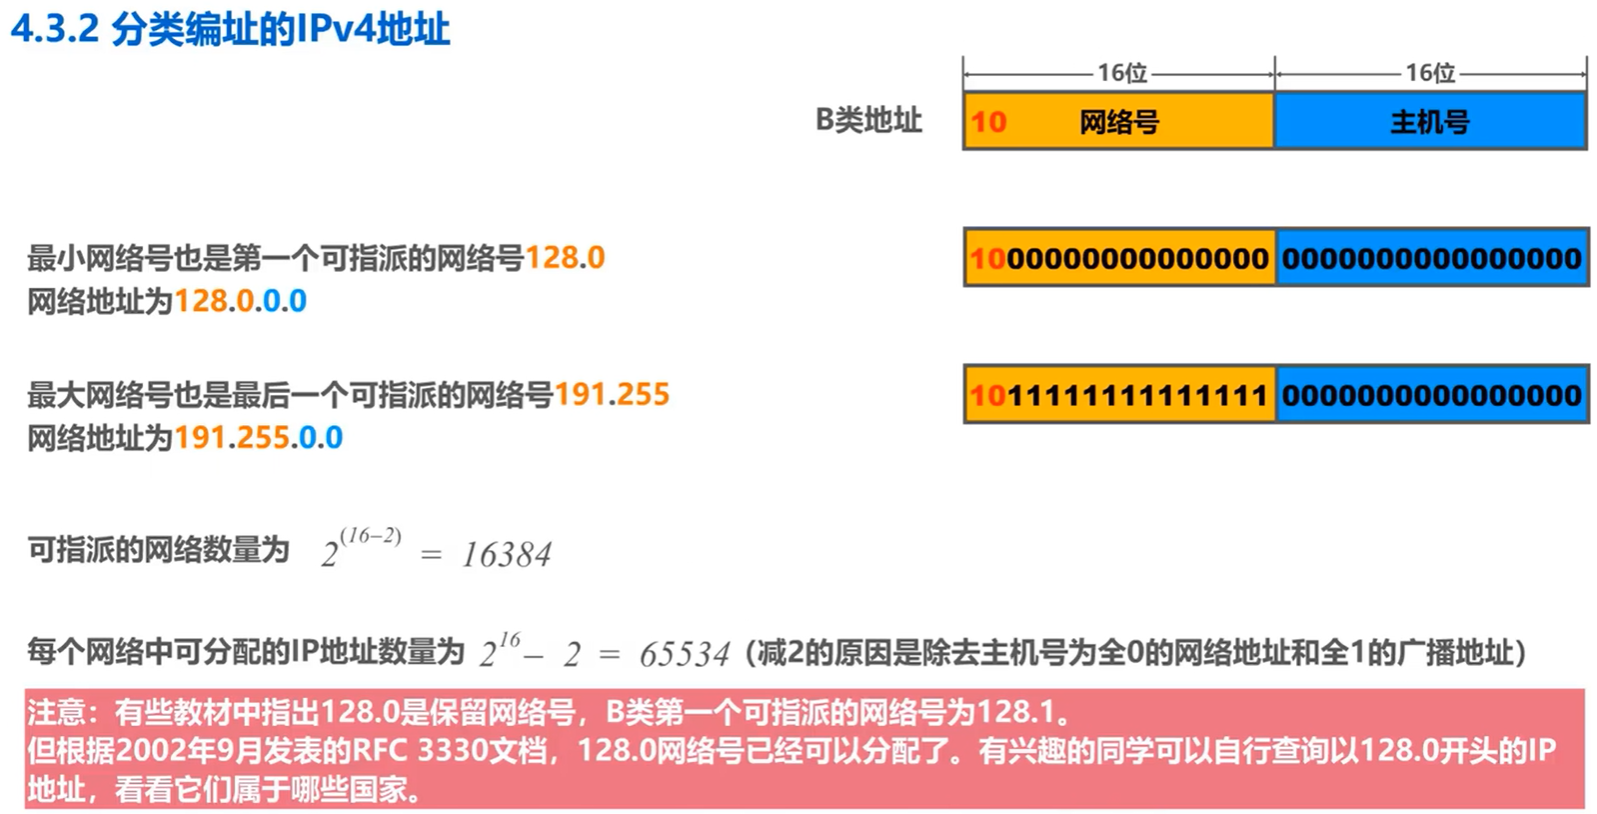 4.3.2 分类编址的IPv4地址
16位 16位
B类地址 10 网络号 主机号
最小网络号也是第一个可指派的网络号128.0
网络地址为128.0.0.0
1000000000000000 0000000000000000
最大网络号也是最后一个可指派的网络号191.255
网络地址为191.255.0.0
1011111111111111 0000000000000000
可指派的网络数量为 2^(16-2) = 16384
每个网络中可分配的IP地址数量为 2^16 - 2 = 65534（减2的原因是除去主机号为全0的网络地址和全1的广播地址）
注意：有些教材中指出128.0是保留网络号，B类第一个可指派的网络号为128.1。
但根据2002年9月发表的RFC 3330文档，128.0网络号已经可以分配了。有兴趣的同学可以自行查询以128.0开头的IP
地址，看看它们属于哪些国家。